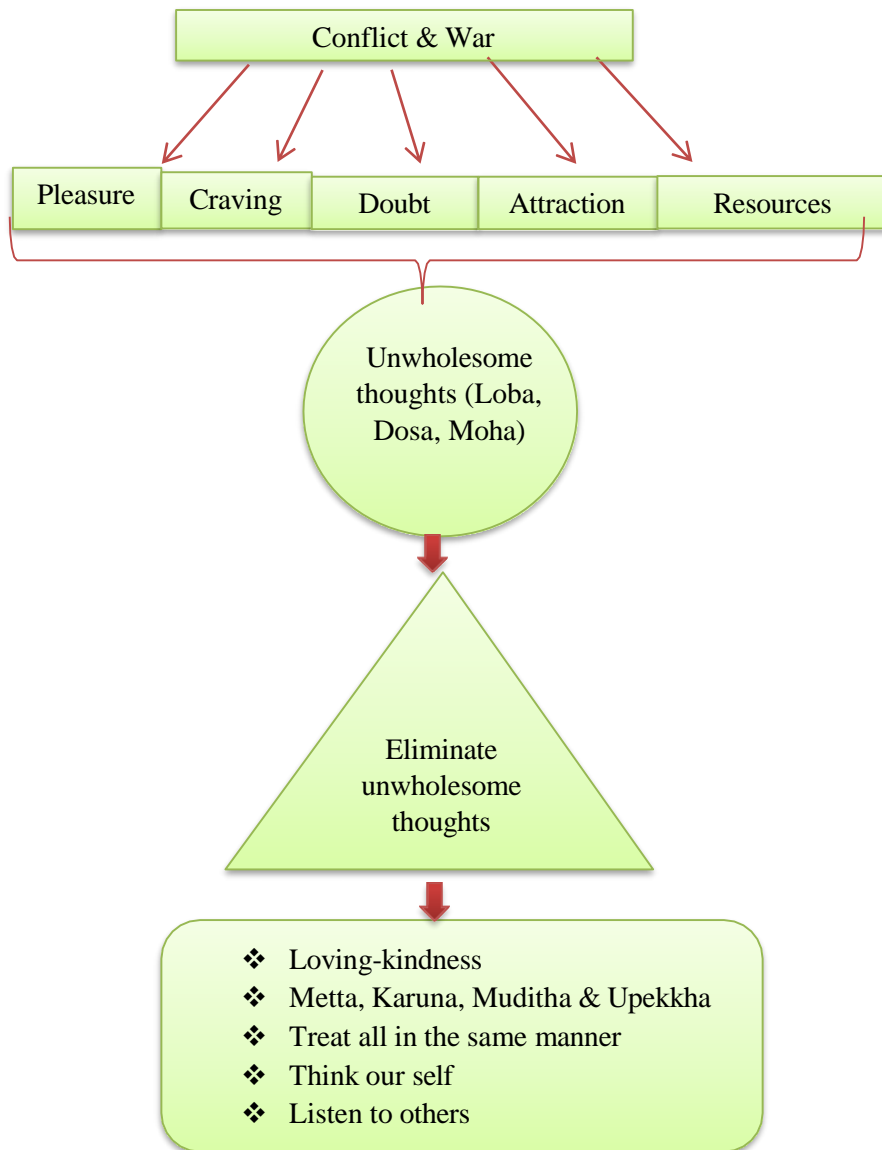 Conflict & War
Pleasure
Craving
Doubt
Attraction
Resources
Unwholesome
thoughts (Loba,
Dosa, Moha)
Eliminate
unwholesome
thoughts
❖ Loving-kindness
❖ Metta, Karuna, Muditha & Upekkha
❖ Treat all in the same manner
❖ Think our self
❖ Listen to others